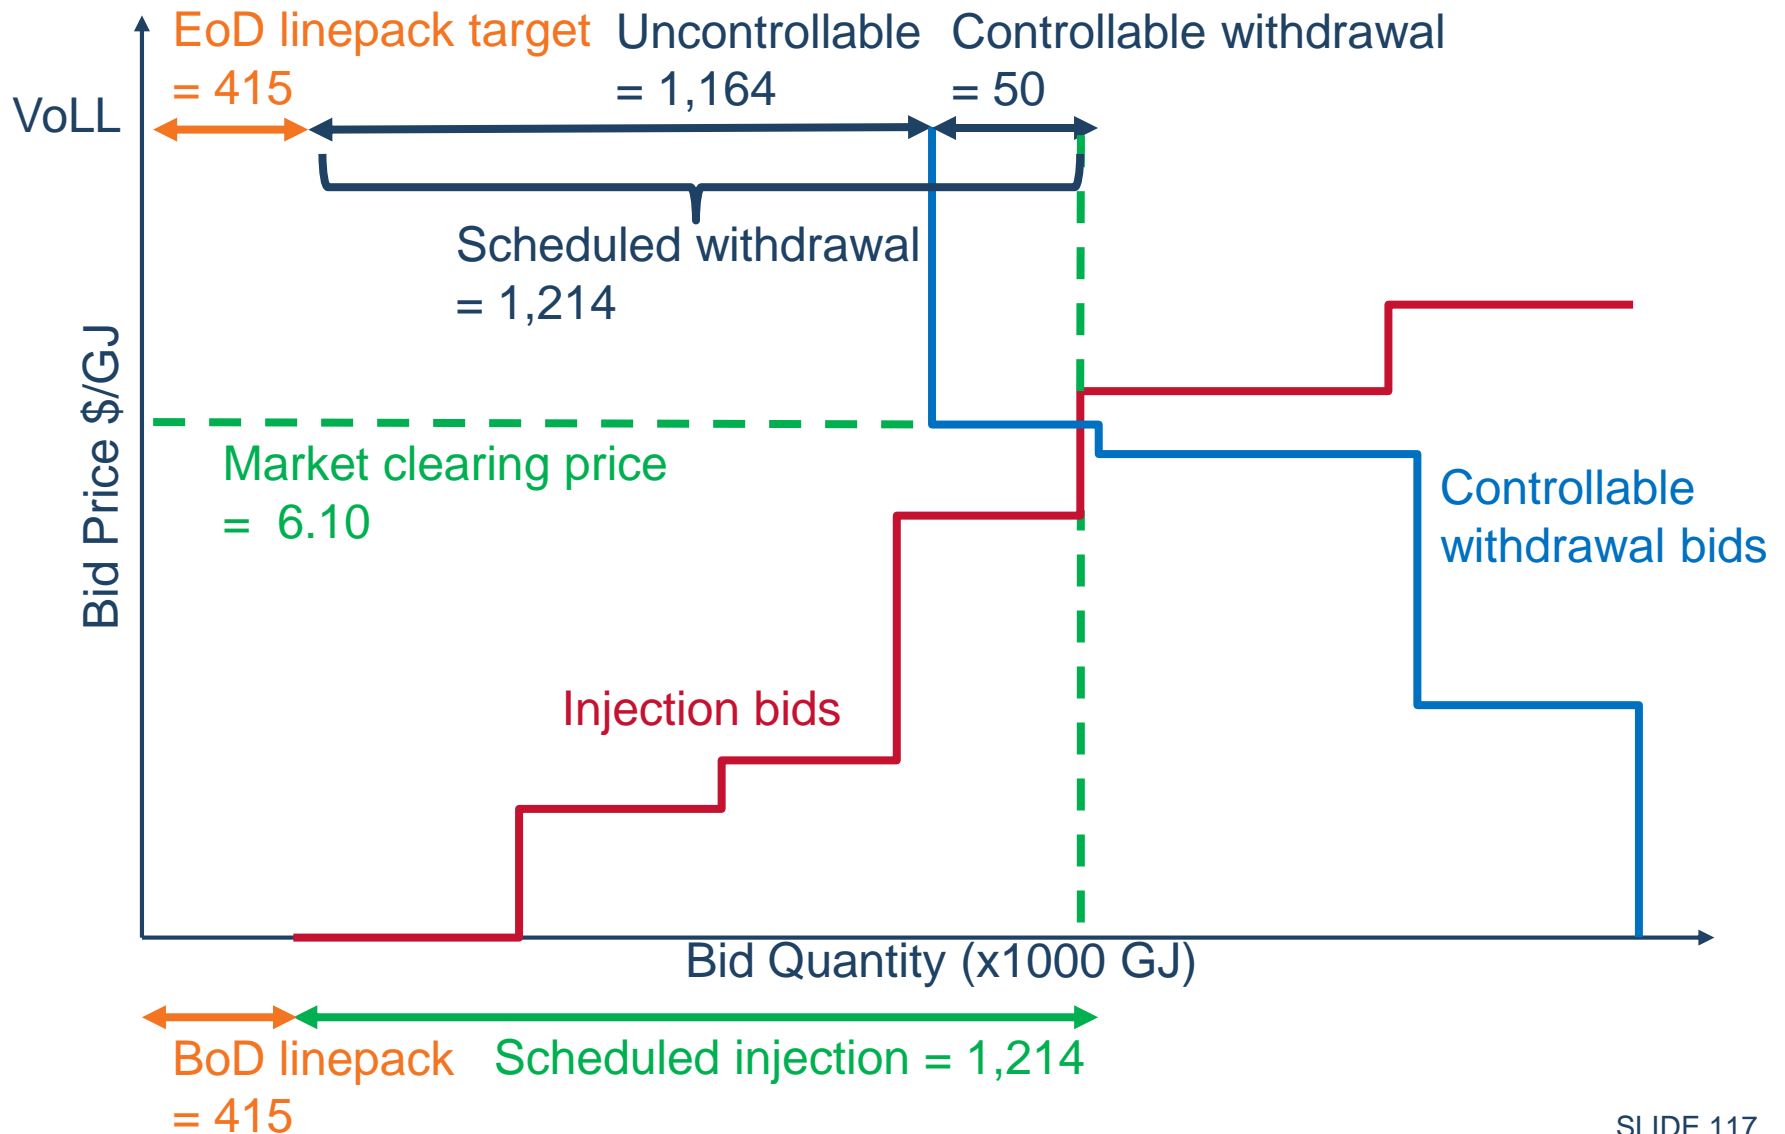 EoD linepack target
= 415
Uncontrollable
= 1,164
Controllable withdrawal
= 50
VoLL
Scheduled withdrawal
= 1,214
Bid Price $/GJ
Market clearing price
= 6.10
Controllable
withdrawal bids
Injection bids
Bid Quantity (x1000 GJ)
BoD linepack
= 415
Scheduled injection = 1,214
SLIDE 117